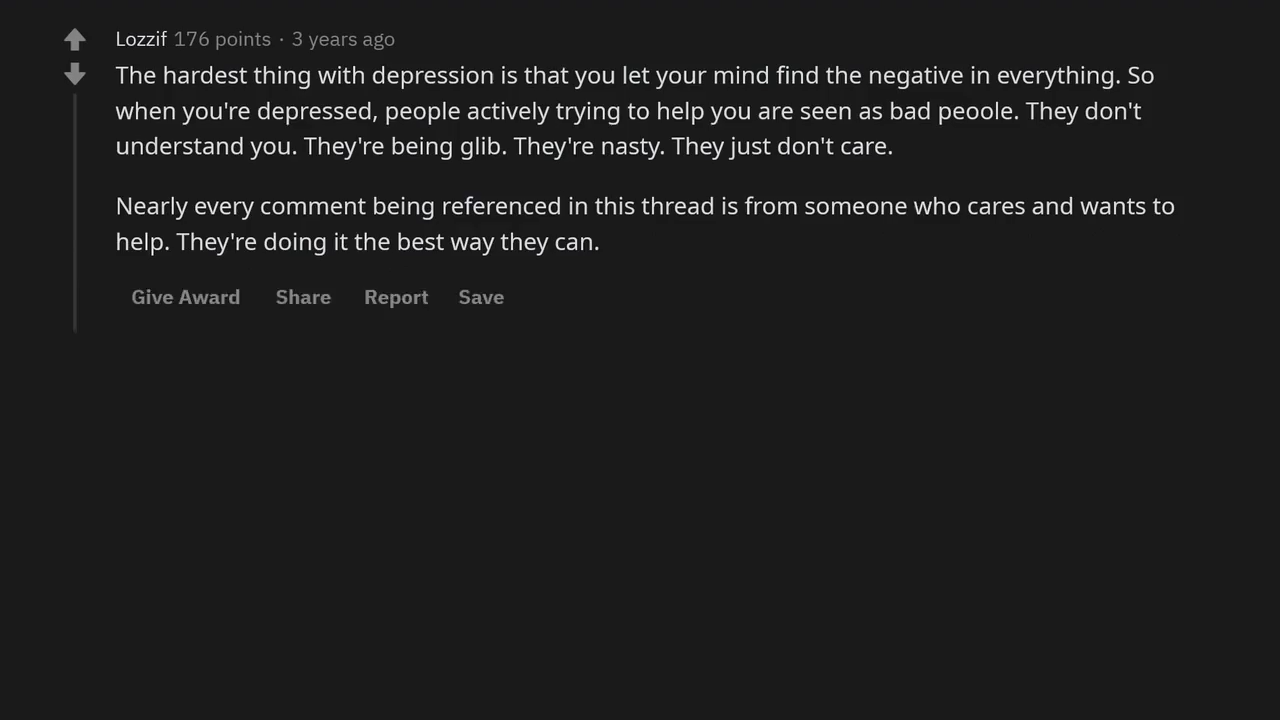 Lozzif 176 points · 3 years ago
The hardest thing with depression is that you let your mind find the negative in everything. So
when you're depressed, people actively trying to help you are seen as bad peoole. They don't
understand you. They're being glib. They're nasty. They just don't care.
Nearly every comment being referenced in this thread is from someone who cares and wants to
help. They're doing it the best way they can.
Give Award Share Report Save